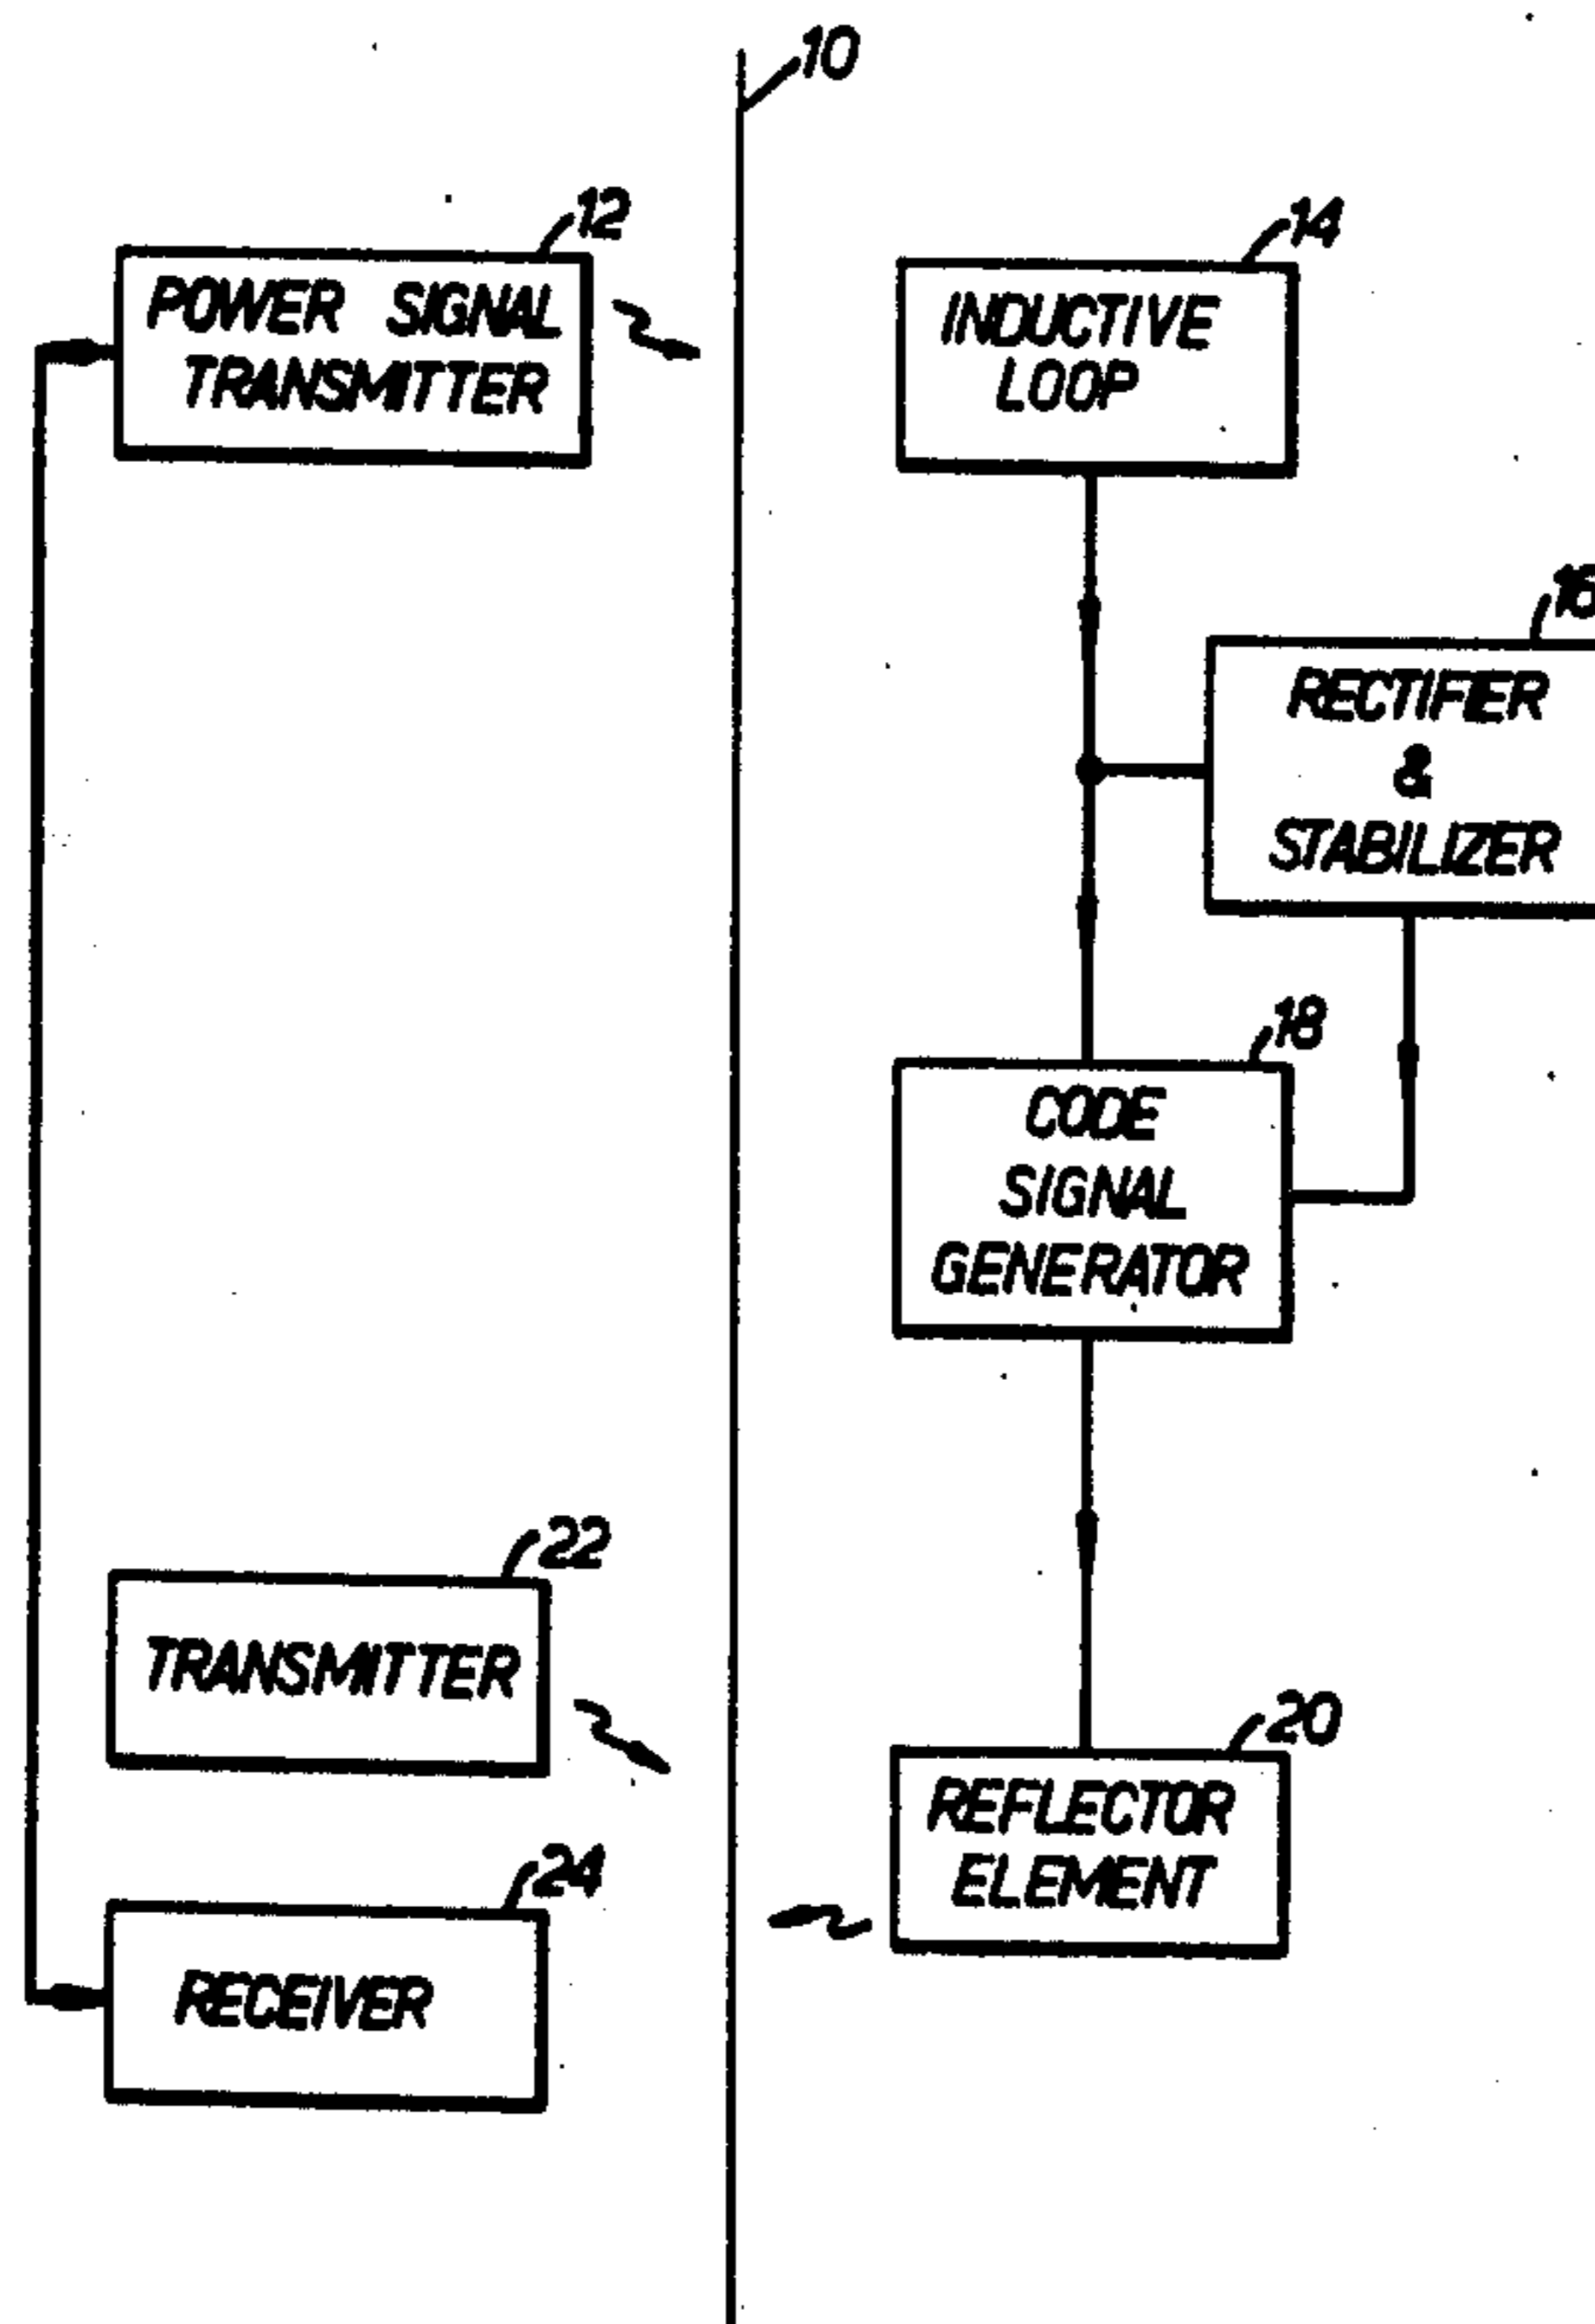 10
12
POWER SIGNAL
TRANSMITTER
14
INDUCTIVE
LOOP
16
RECTIFIER
&
STABILIZER
18
CODE
SIGNAL
GENERATOR
22
TRANSMITTER
20
REFLECTOR
ELEMENT
24
RECEIVER